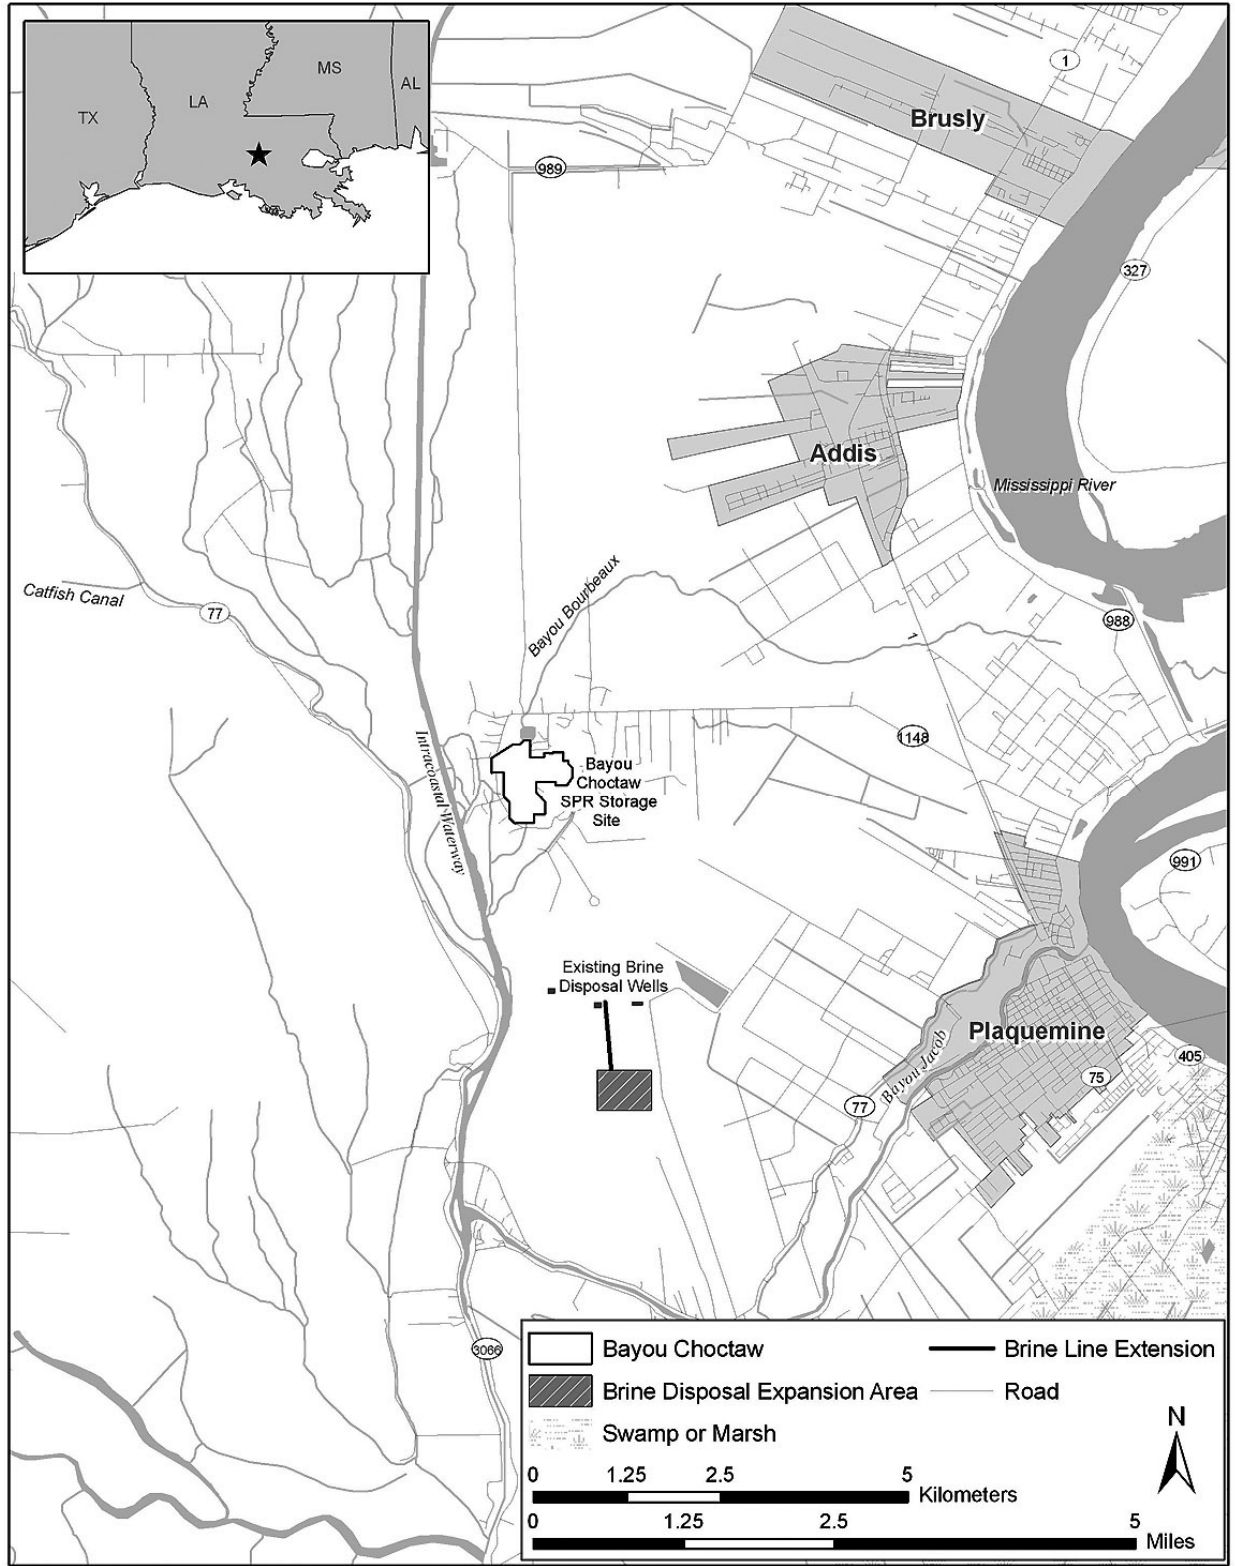 MS
AL
LA
TX
1
Brusly
989
327
Addis
Mississippi River
Bayou Bourbeaux
Catfish Canal
77
988
1
1148
Intracoastal Waterway
Bayou
Choctaw
SPR Storage
Site
991
Existing Brine
Disposal Wells
Plaquemine
Bayou Jacob
405
75
77
3066
Bayou Choctaw
Brine Line Extension
Brine Disposal Expansion Area
Road
Swamp or Marsh
N
0 1.25 2.5 5
Kilometers
0 1.25 2.5 5
Miles